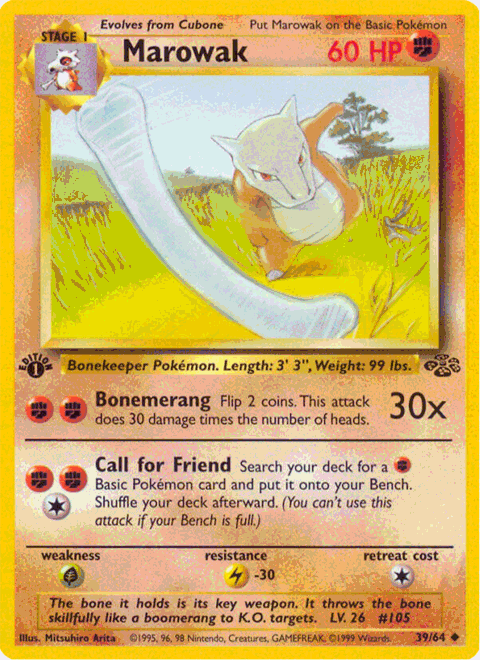 Evolves from Cubone Put Marowak on the Basic Pokémon
STAGE 1
Marowak 60 HP
EDITION
1
Bonekeeper Pokémon. Length: 3' 3", Weight: 99 lbs.
Bonemerang Flip 2 coins. This attack
does 30 damage times the number of heads.
30x
Call for Friend Search your deck for a
Basic Pokémon card and put it onto your Bench.
Shuffle your deck afterward. (You can't use this
attack if your Bench is full.)
weakness resistance retreat cost
-30
The bone it holds is its key weapon. It throws the bone
skillfully like a boomerang to K.O. targets. LV. 26 #105
Illus. Mitsuhiro Arita ©1995, 96, 98 Nintendo, Creatures, GAMEFREAK. ©1999 Wizards. 39/64